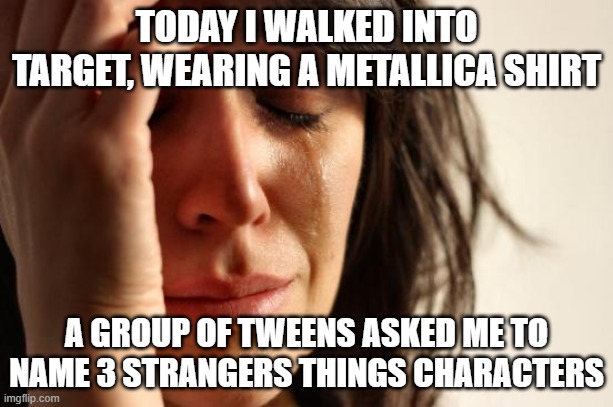 TODAY I WALKED INTO
TARGET, WEARING A METALLICA SHIRT
A GROUP OF TWEENS ASKED ME TO
NAME 3 STRANGERS THINGS CHARACTERS
imgflip.com